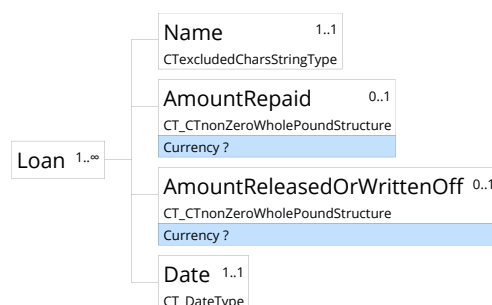 Name 1..1
CTexcludedCharsStringType
AmountRepaid 0..1
CT_CTnonZeroWholePoundStructure
Currency ?
Loan 1..∞
AmountReleasedOrWrittenOff 0..1
CT_CTnonZeroWholePoundStructure
Currency ?
Date 1..1
CT_DateType